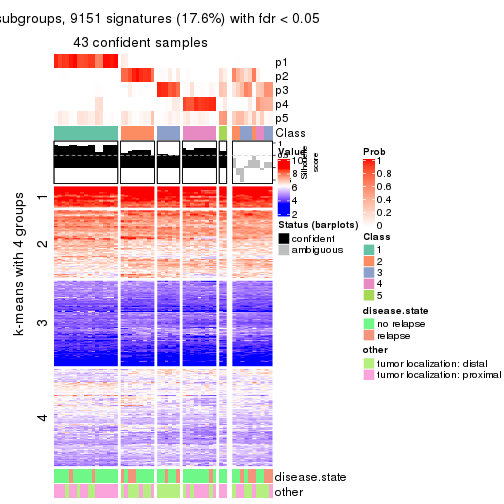 subgroups, 9151 signatures (17.6%) with fdr < 0.05
43 confident samples
p1
p2
p3
p4
p5
Class
1
0.5
Silhouette
score
k-means with 4 groups
1
2
3
4
disease.state
other
Value
10
8
6
4
2
Status (barplots)
confident
ambiguous
Prob
1
0.8
0.6
0.4
0.2
0
Class
1
2
3
4
5
disease.state
no relapse
relapse
other
tumor localization: distal
tumor localization: proximal